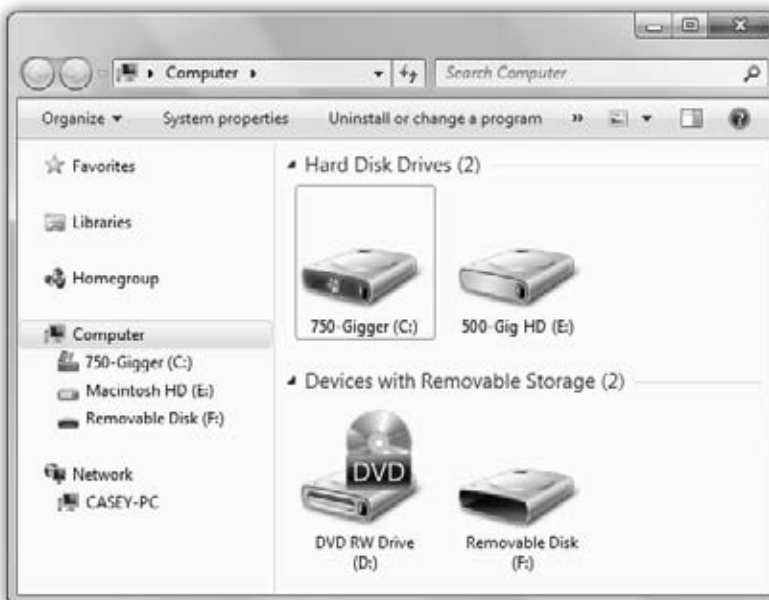 Computer
Search Computer
Organize
System properties
Uninstall or change a program
»
Favorites
Libraries
Homegroup
Computer
750-Gigger (C:)
Macintosh HD (E:)
Removable Disk (F:)
Network
CASEY-PC
Hard Disk Drives (2)
750-Gigger (C:)
500-Gig HD (E:)
Devices with Removable Storage (2)
DVD
DVD RW Drive
(D:)
Removable Disk
(F:)